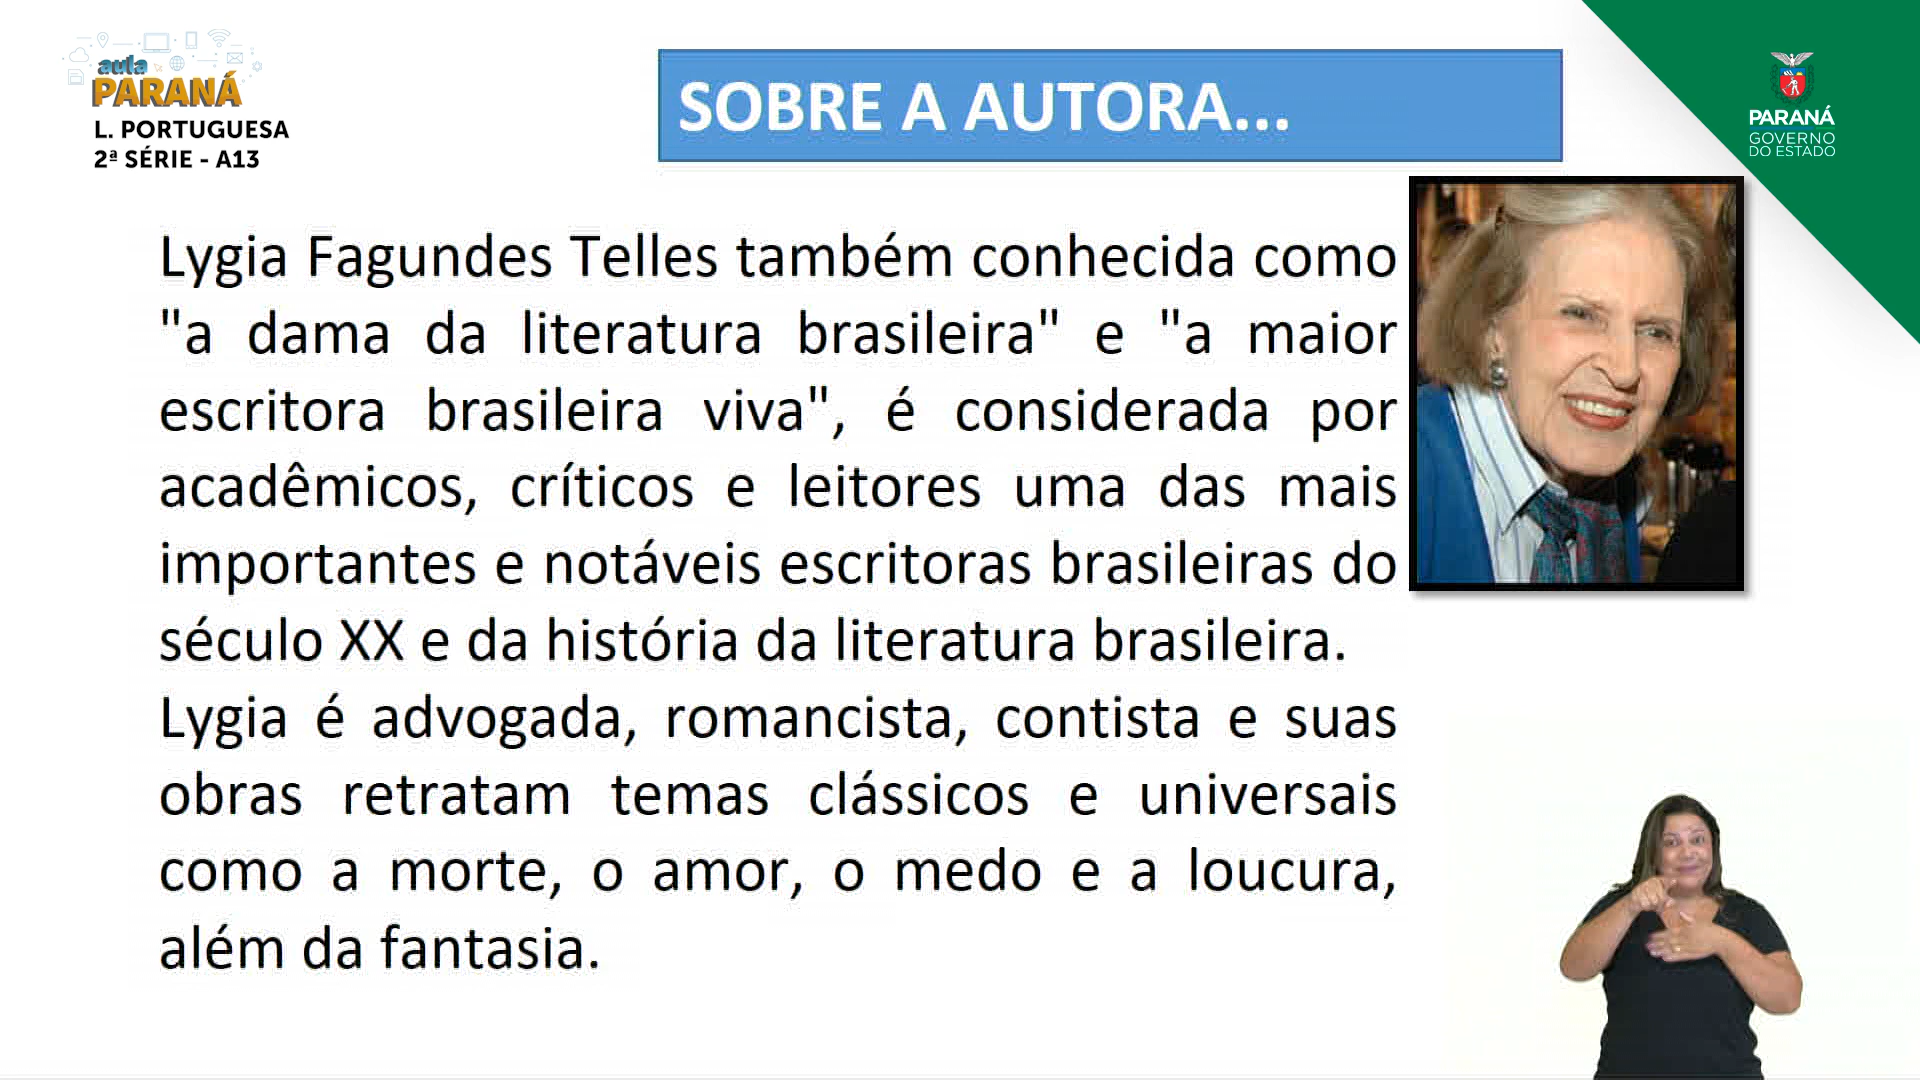 aula
PARANÁ
L. PORTUGUESA
2ª SÉRIE - A13
SOBRE A AUTORA...
PARANÁ
GOVERNO
DO ESTADO
Lygia Fagundes Telles também conhecida como
"a dama da literatura brasileira" e "a maior
escritora brasileira viva", é considerada por
acadêmicos, críticos e leitores uma das mais
importantes e notáveis escritoras brasileiras do
século XX e da história da literatura brasileira.
Lygia é advogada, romancista, contista e suas
obras retratam temas clássicos e universais
como a morte, o amor, o medo e a loucura,
além da fantasia.